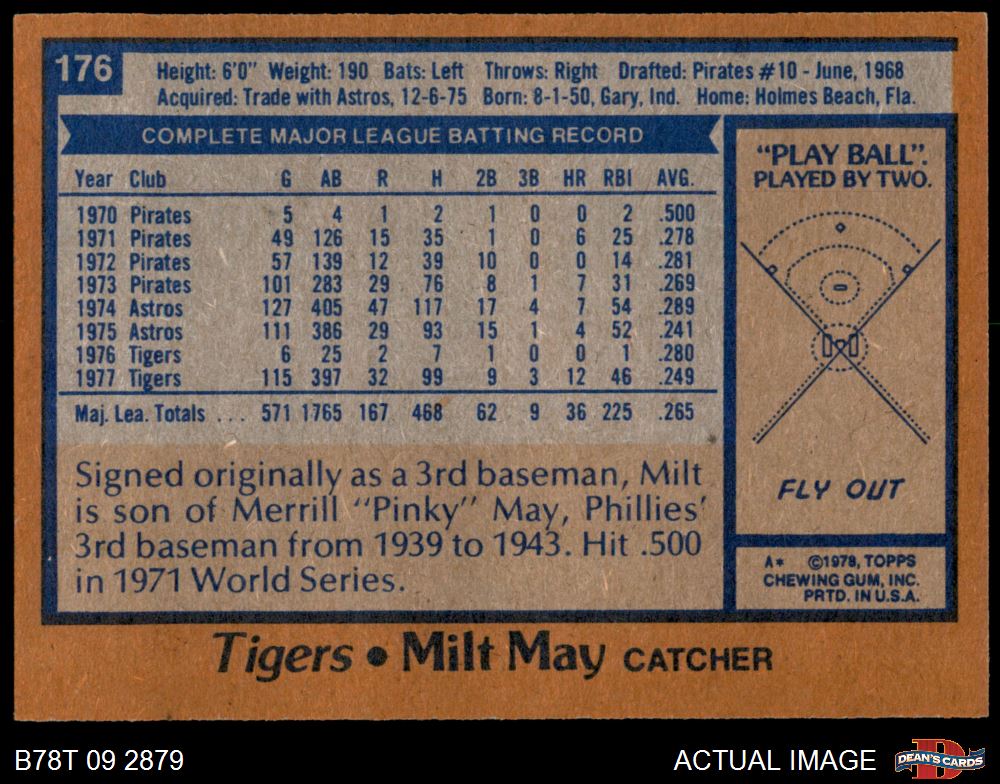 176
Height: 6'0" Weight: 190 Bats: Left Throws: Right Drafted: Pirates #10 - June, 1968
Acquired: Trade with Astros, 12-6-75 Born: 8-1-50, Gary, Ind. Home: Holmes Beach, Fla.
COMPLETE MAJOR LEAGUE BATTING RECORD
Year Club G AB R H 2B 3B HR RBI AVG.
1970 Pirates 5 4 1 2 1 0 0 2 .500
1971 Pirates 49 126 15 35 1 0 6 25 .278
1972 Pirates 57 139 12 39 10 0 0 14 .281
1973 Pirates 101 283 29 76 8 1 7 31 .269
1974 Astros 127 405 47 117 17 4 7 54 .289
1975 Astros 111 386 29 93 15 1 4 52 .241
1976 Tigers 6 25 2 7 1 0 0 1 .280
1977 Tigers 115 397 32 99 9 3 12 46 .249
Maj. Lea. Totals ... 571 1765 167 468 62 9 36 225 .265
Signed originally as a 3rd baseman, Milt
is son of Merrill "Pinky" May, Phillies'
3rd baseman from 1939 to 1943. Hit .500
in 1971 World Series.
"PLAY BALL".
PLAYED BY TWO.
FLY OUT
A* ©1978, TOPPS
CHEWING GUM, INC.
PRTD. IN U.S.A.
Tigers • Milt May CATCHER
B78T 09 2879
ACTUAL IMAGE
DEAN'S CARDS